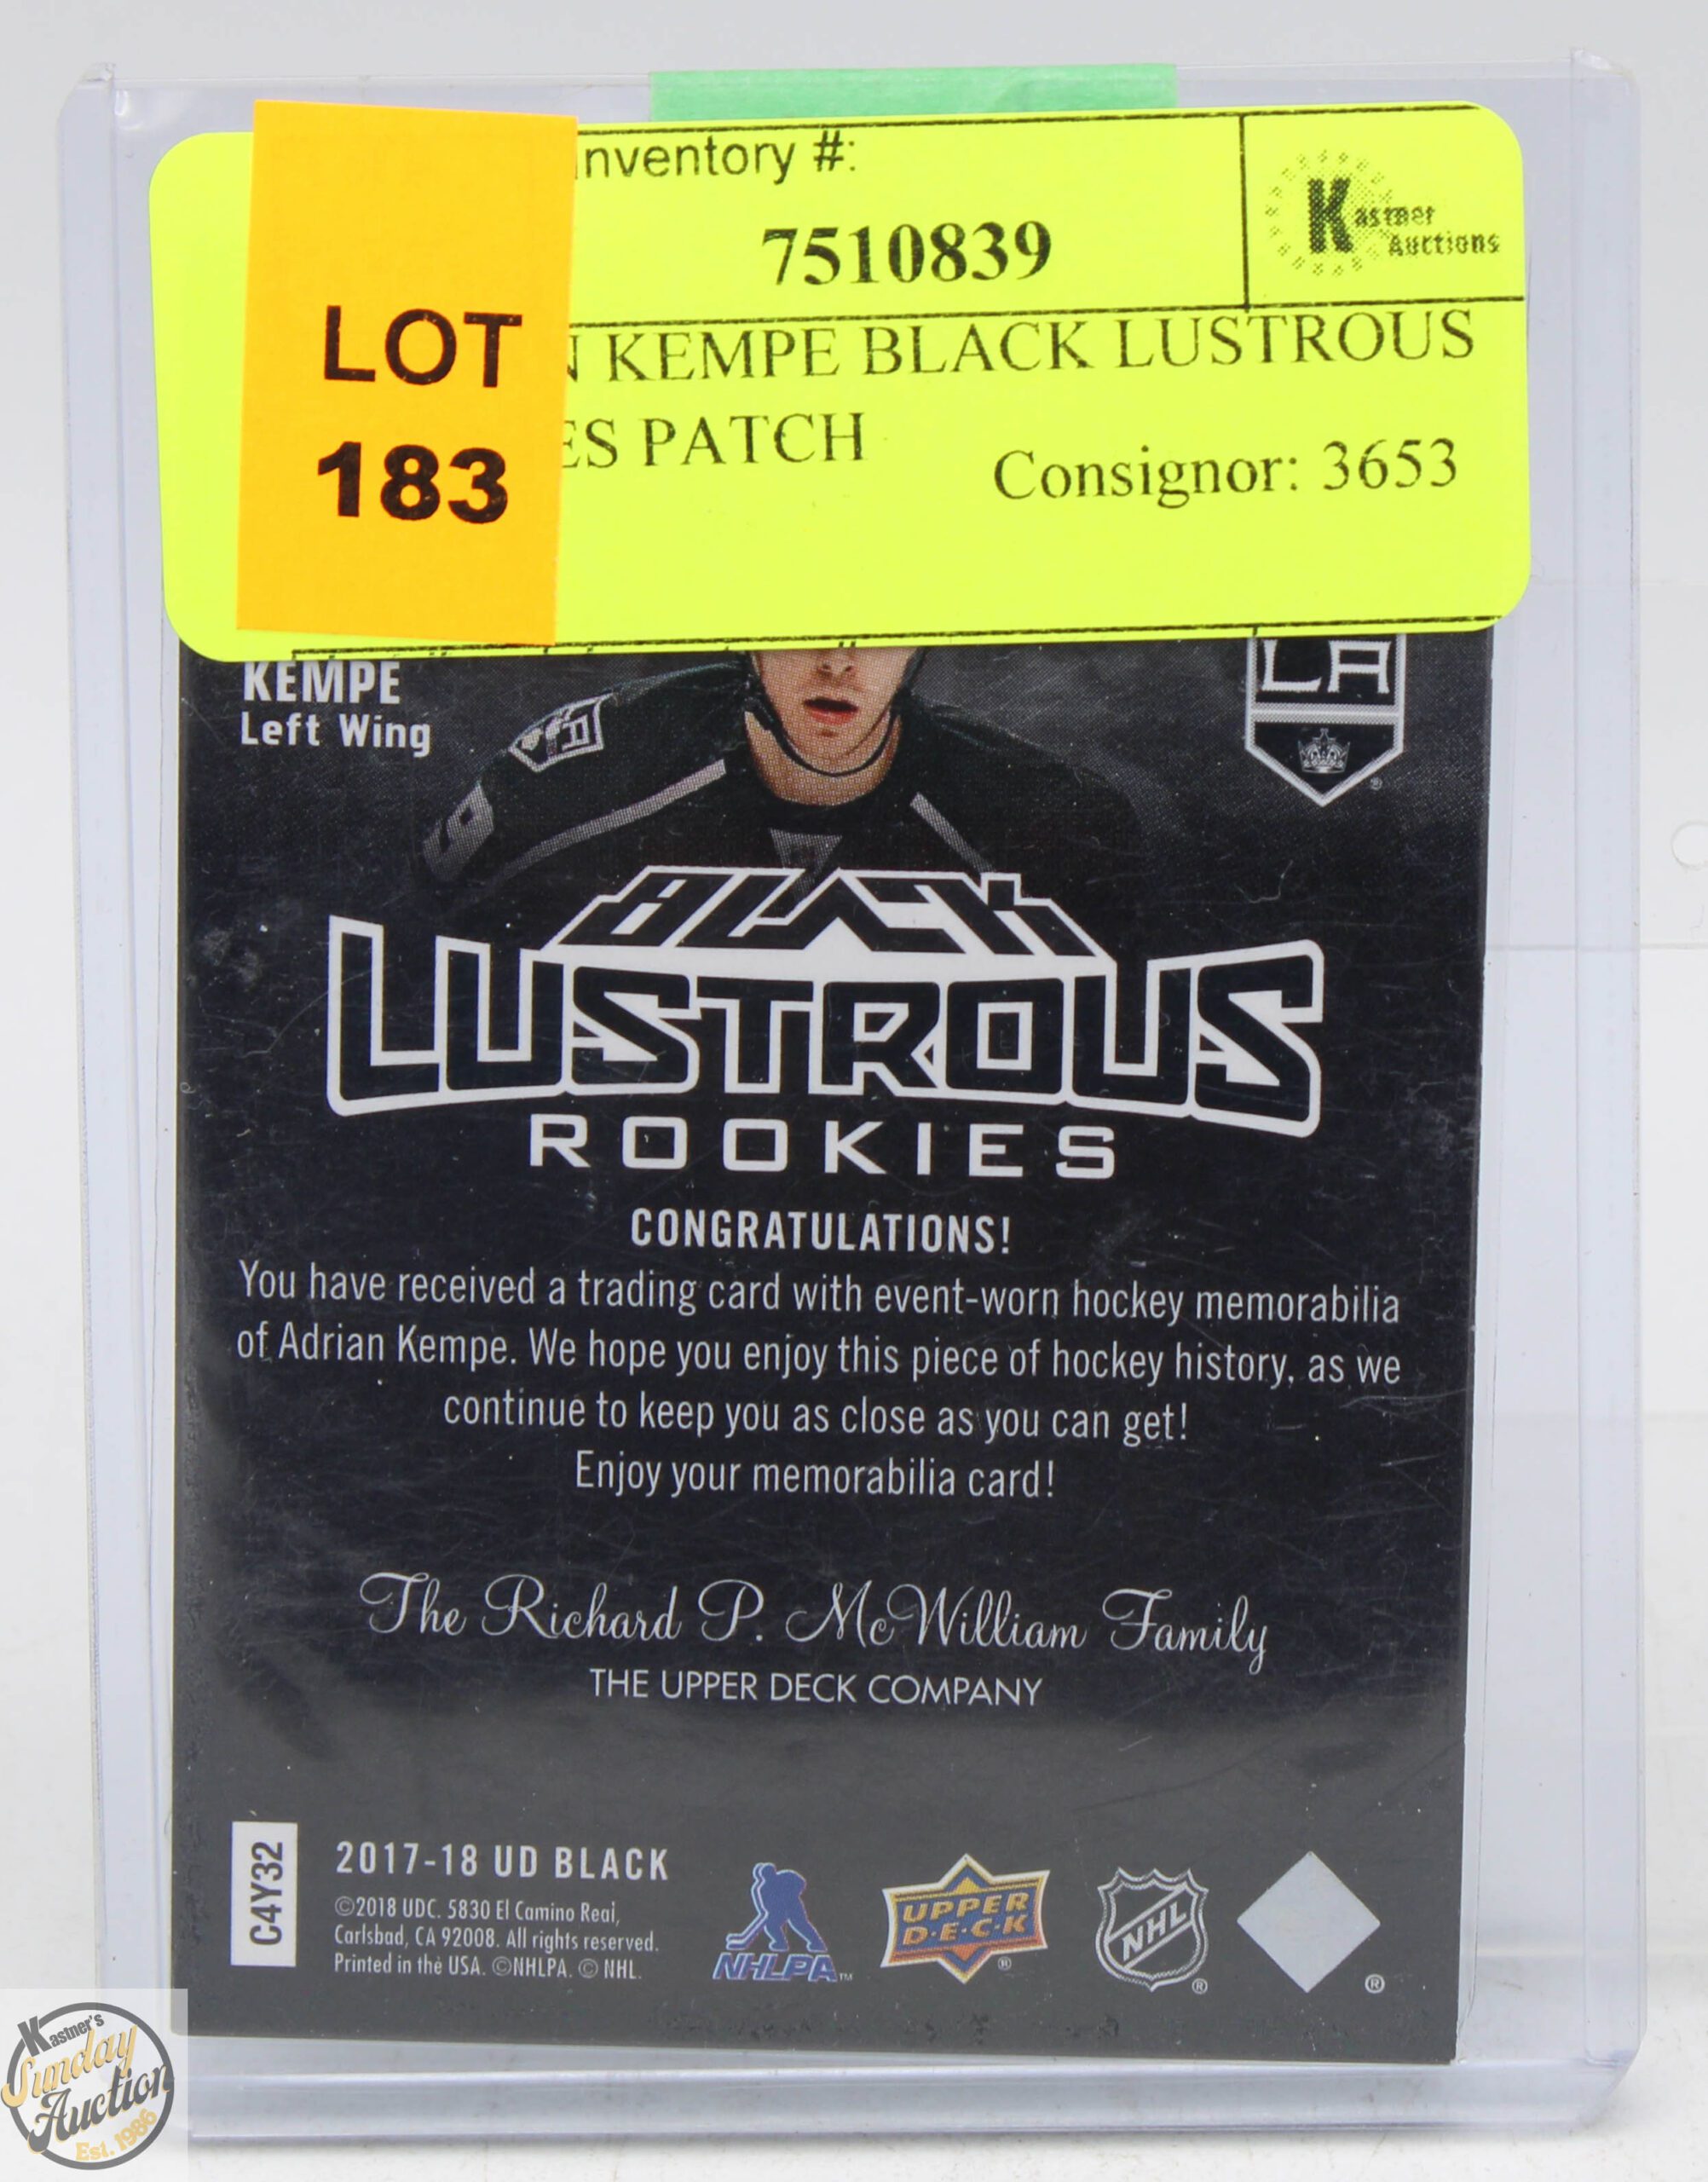 LOT
183
nventory #:
7510839
Kastner
Auctions
N KEMPE BLACK LUSTROUS
ES PATCH
Consignor: 3653
KEMPE
Left Wing
LA
BLACK
LUSTROUS
ROOKIES
CONGRATULATIONS!
You have received a trading card with event-worn hockey memorabilia
of Adrian Kempe. We hope you enjoy this piece of hockey history, as we
continue to keep you as close as you can get!
Enjoy your memorabilia card!
The Richard P. McWilliam Family
THE UPPER DECK COMPANY
C4Y32
2017-18 UD BLACK
©2018 UDC. 5830 El Camino Real,
Carlsbad, CA 92008. All rights reserved.
Printed in the USA. ©NHLPA. © NHL.
NHLPA™
UPPER
D·E·C·K
®
NHL
®
®
Kastner's
Sunday
Auction
Est. 1986